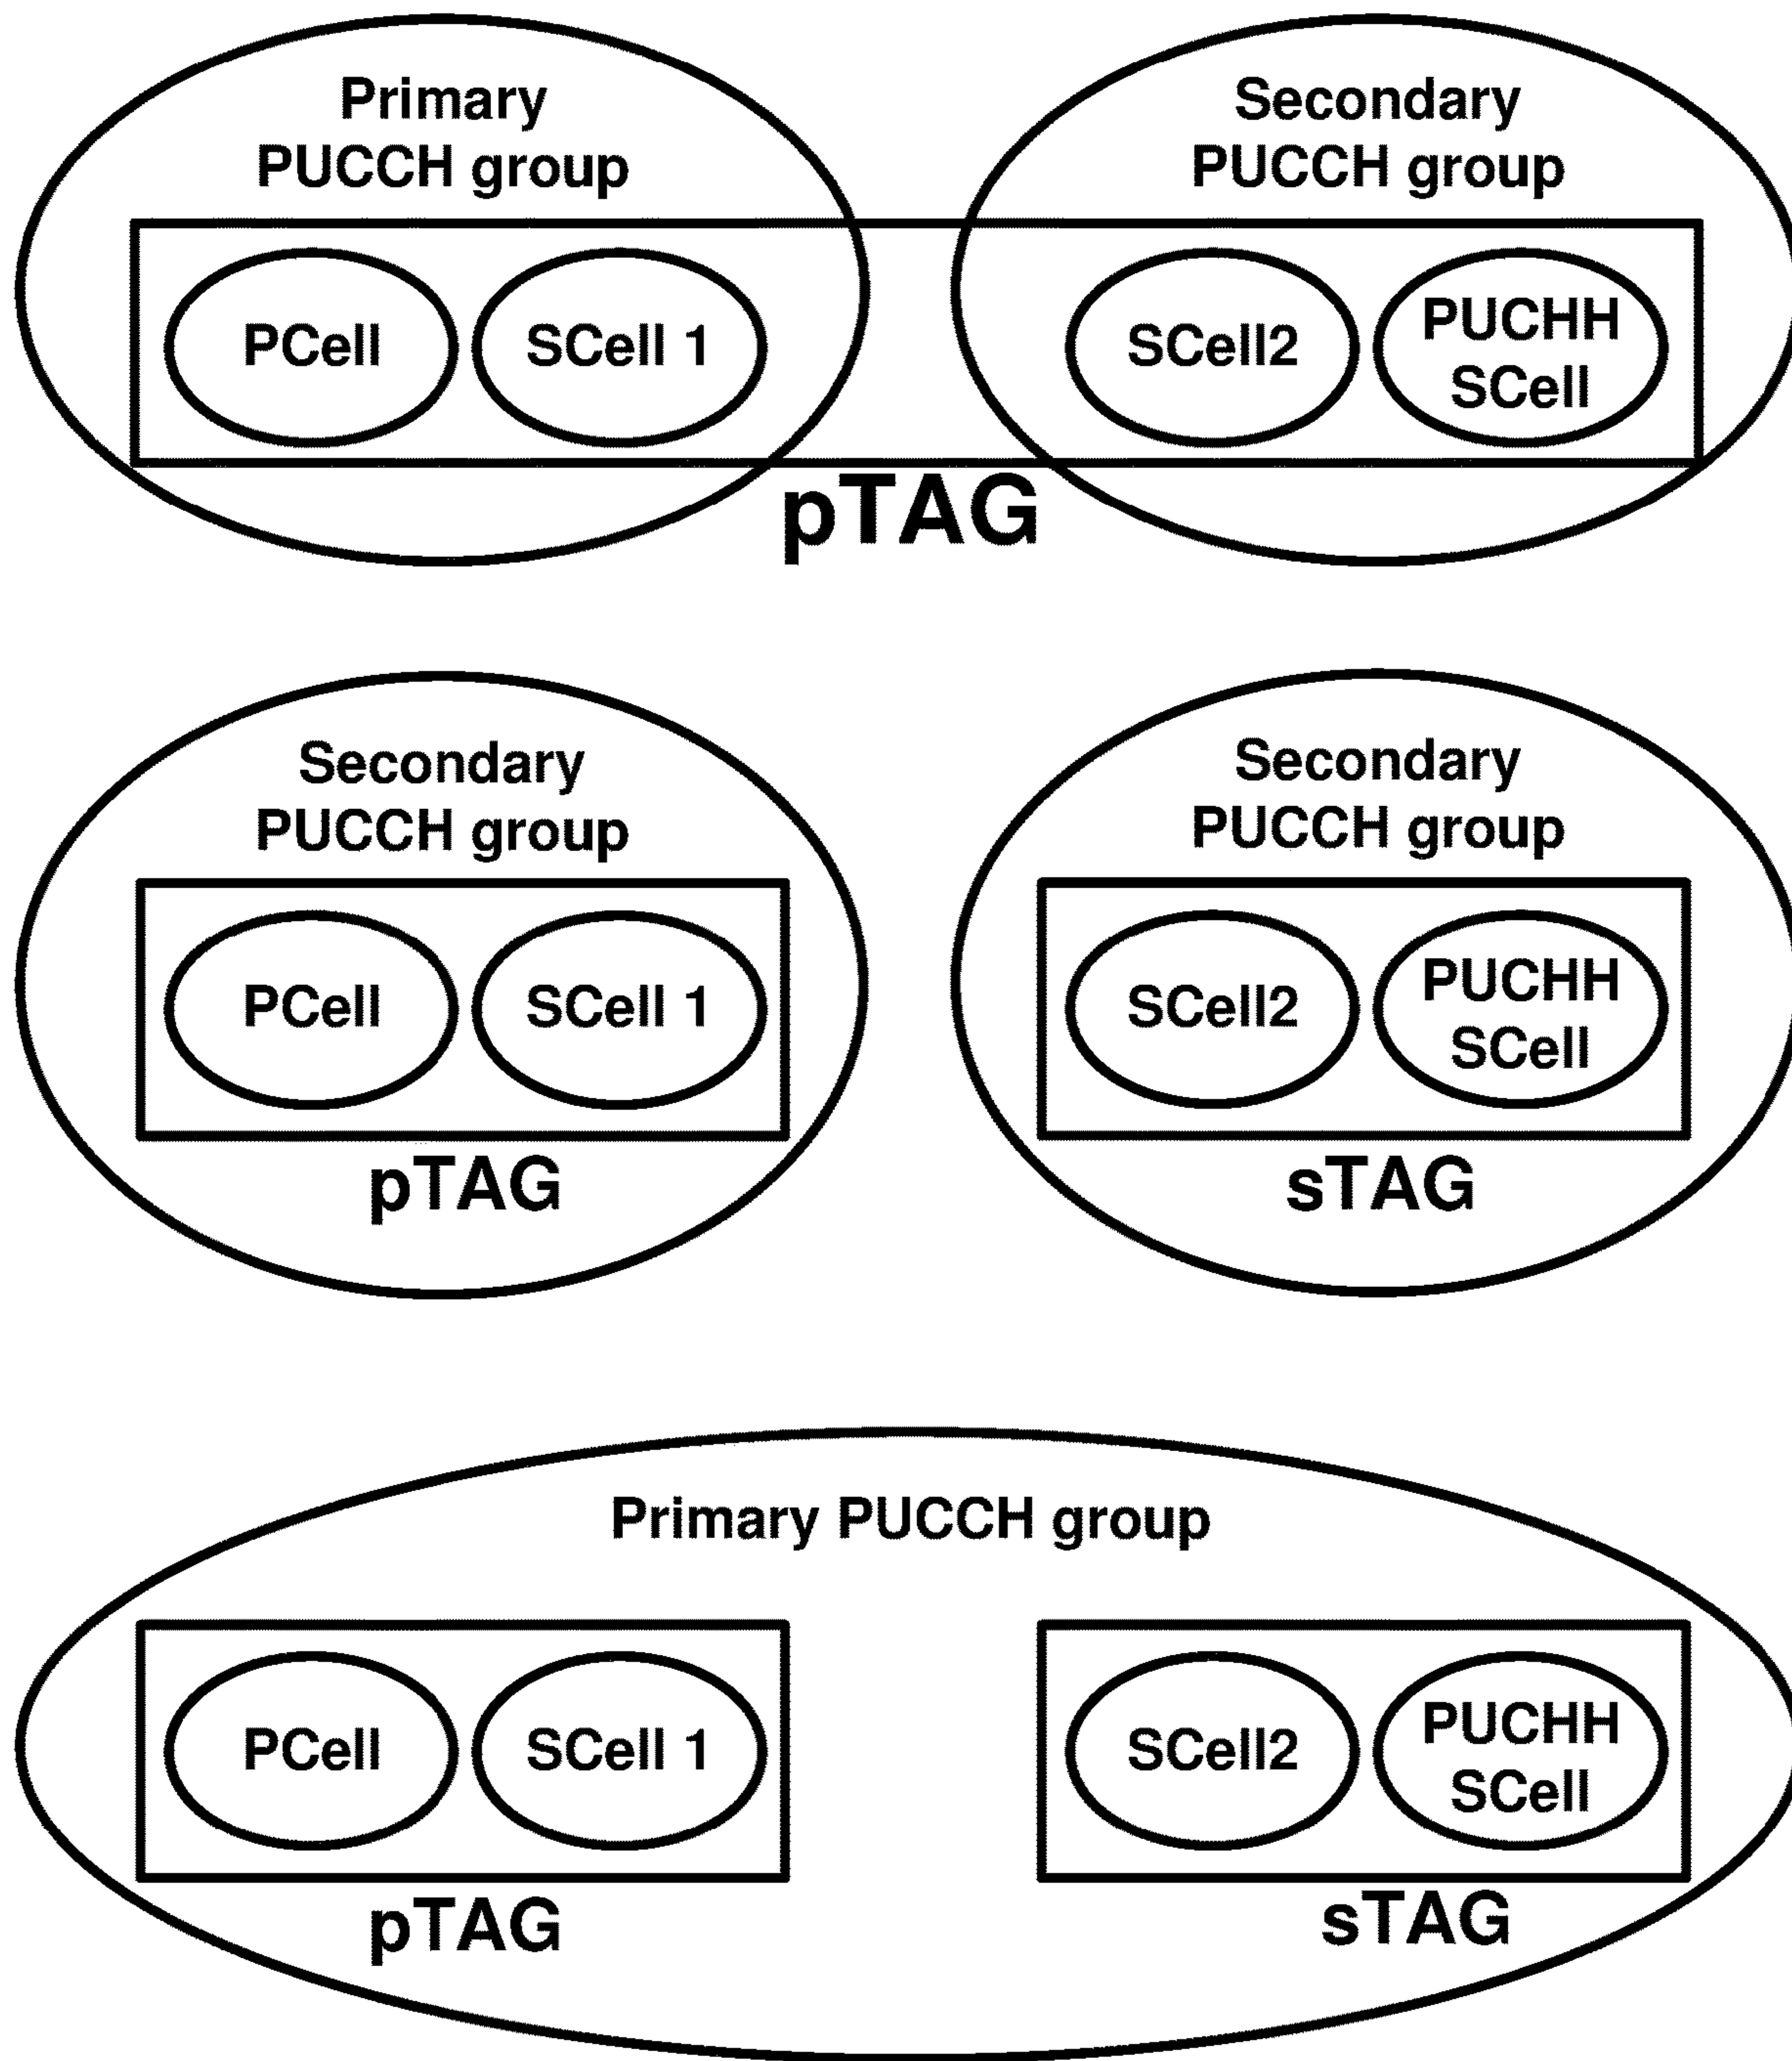 Primary
PUCCH group
Secondary
PUCCH group
PCell
SCell 1
SCell2
PUCHH
SCell
pTAG
Secondary
PUCCH group
Secondary
PUCCH group
PCell
SCell 1
SCell2
PUCHH
SCell
pTAG
sTAG
Primary PUCCH group
PCell
SCell 1
SCell2
PUCHH
SCell
pTAG
sTAG